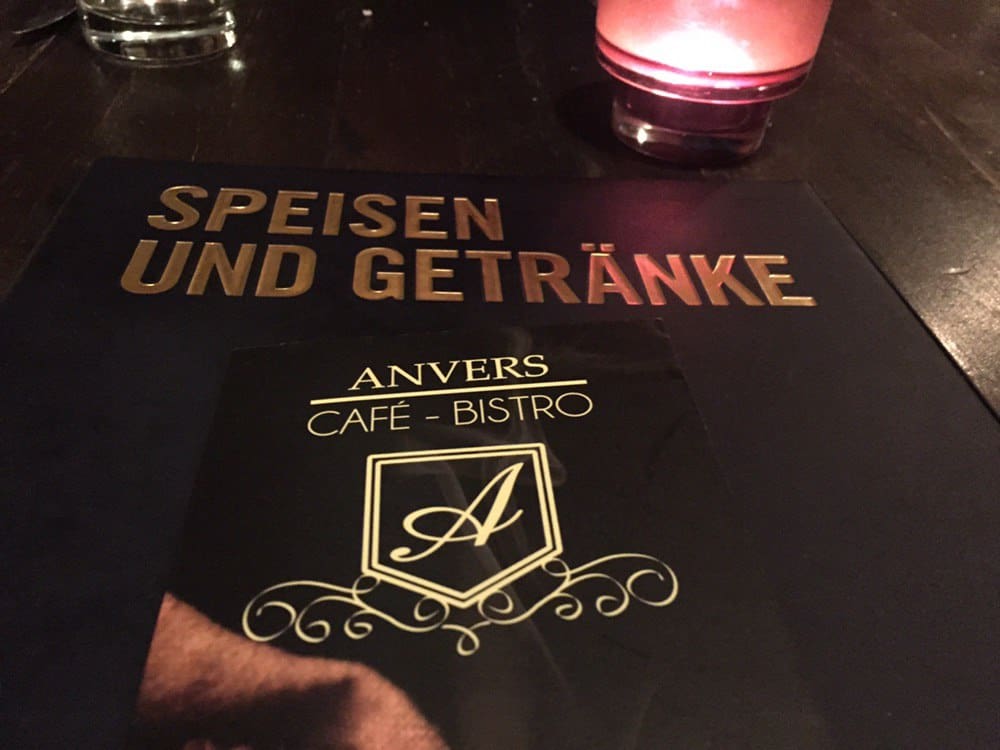 SPEISEN
UND GETRÄNKE
ANVERS
CAFÉ - BISTRO
A